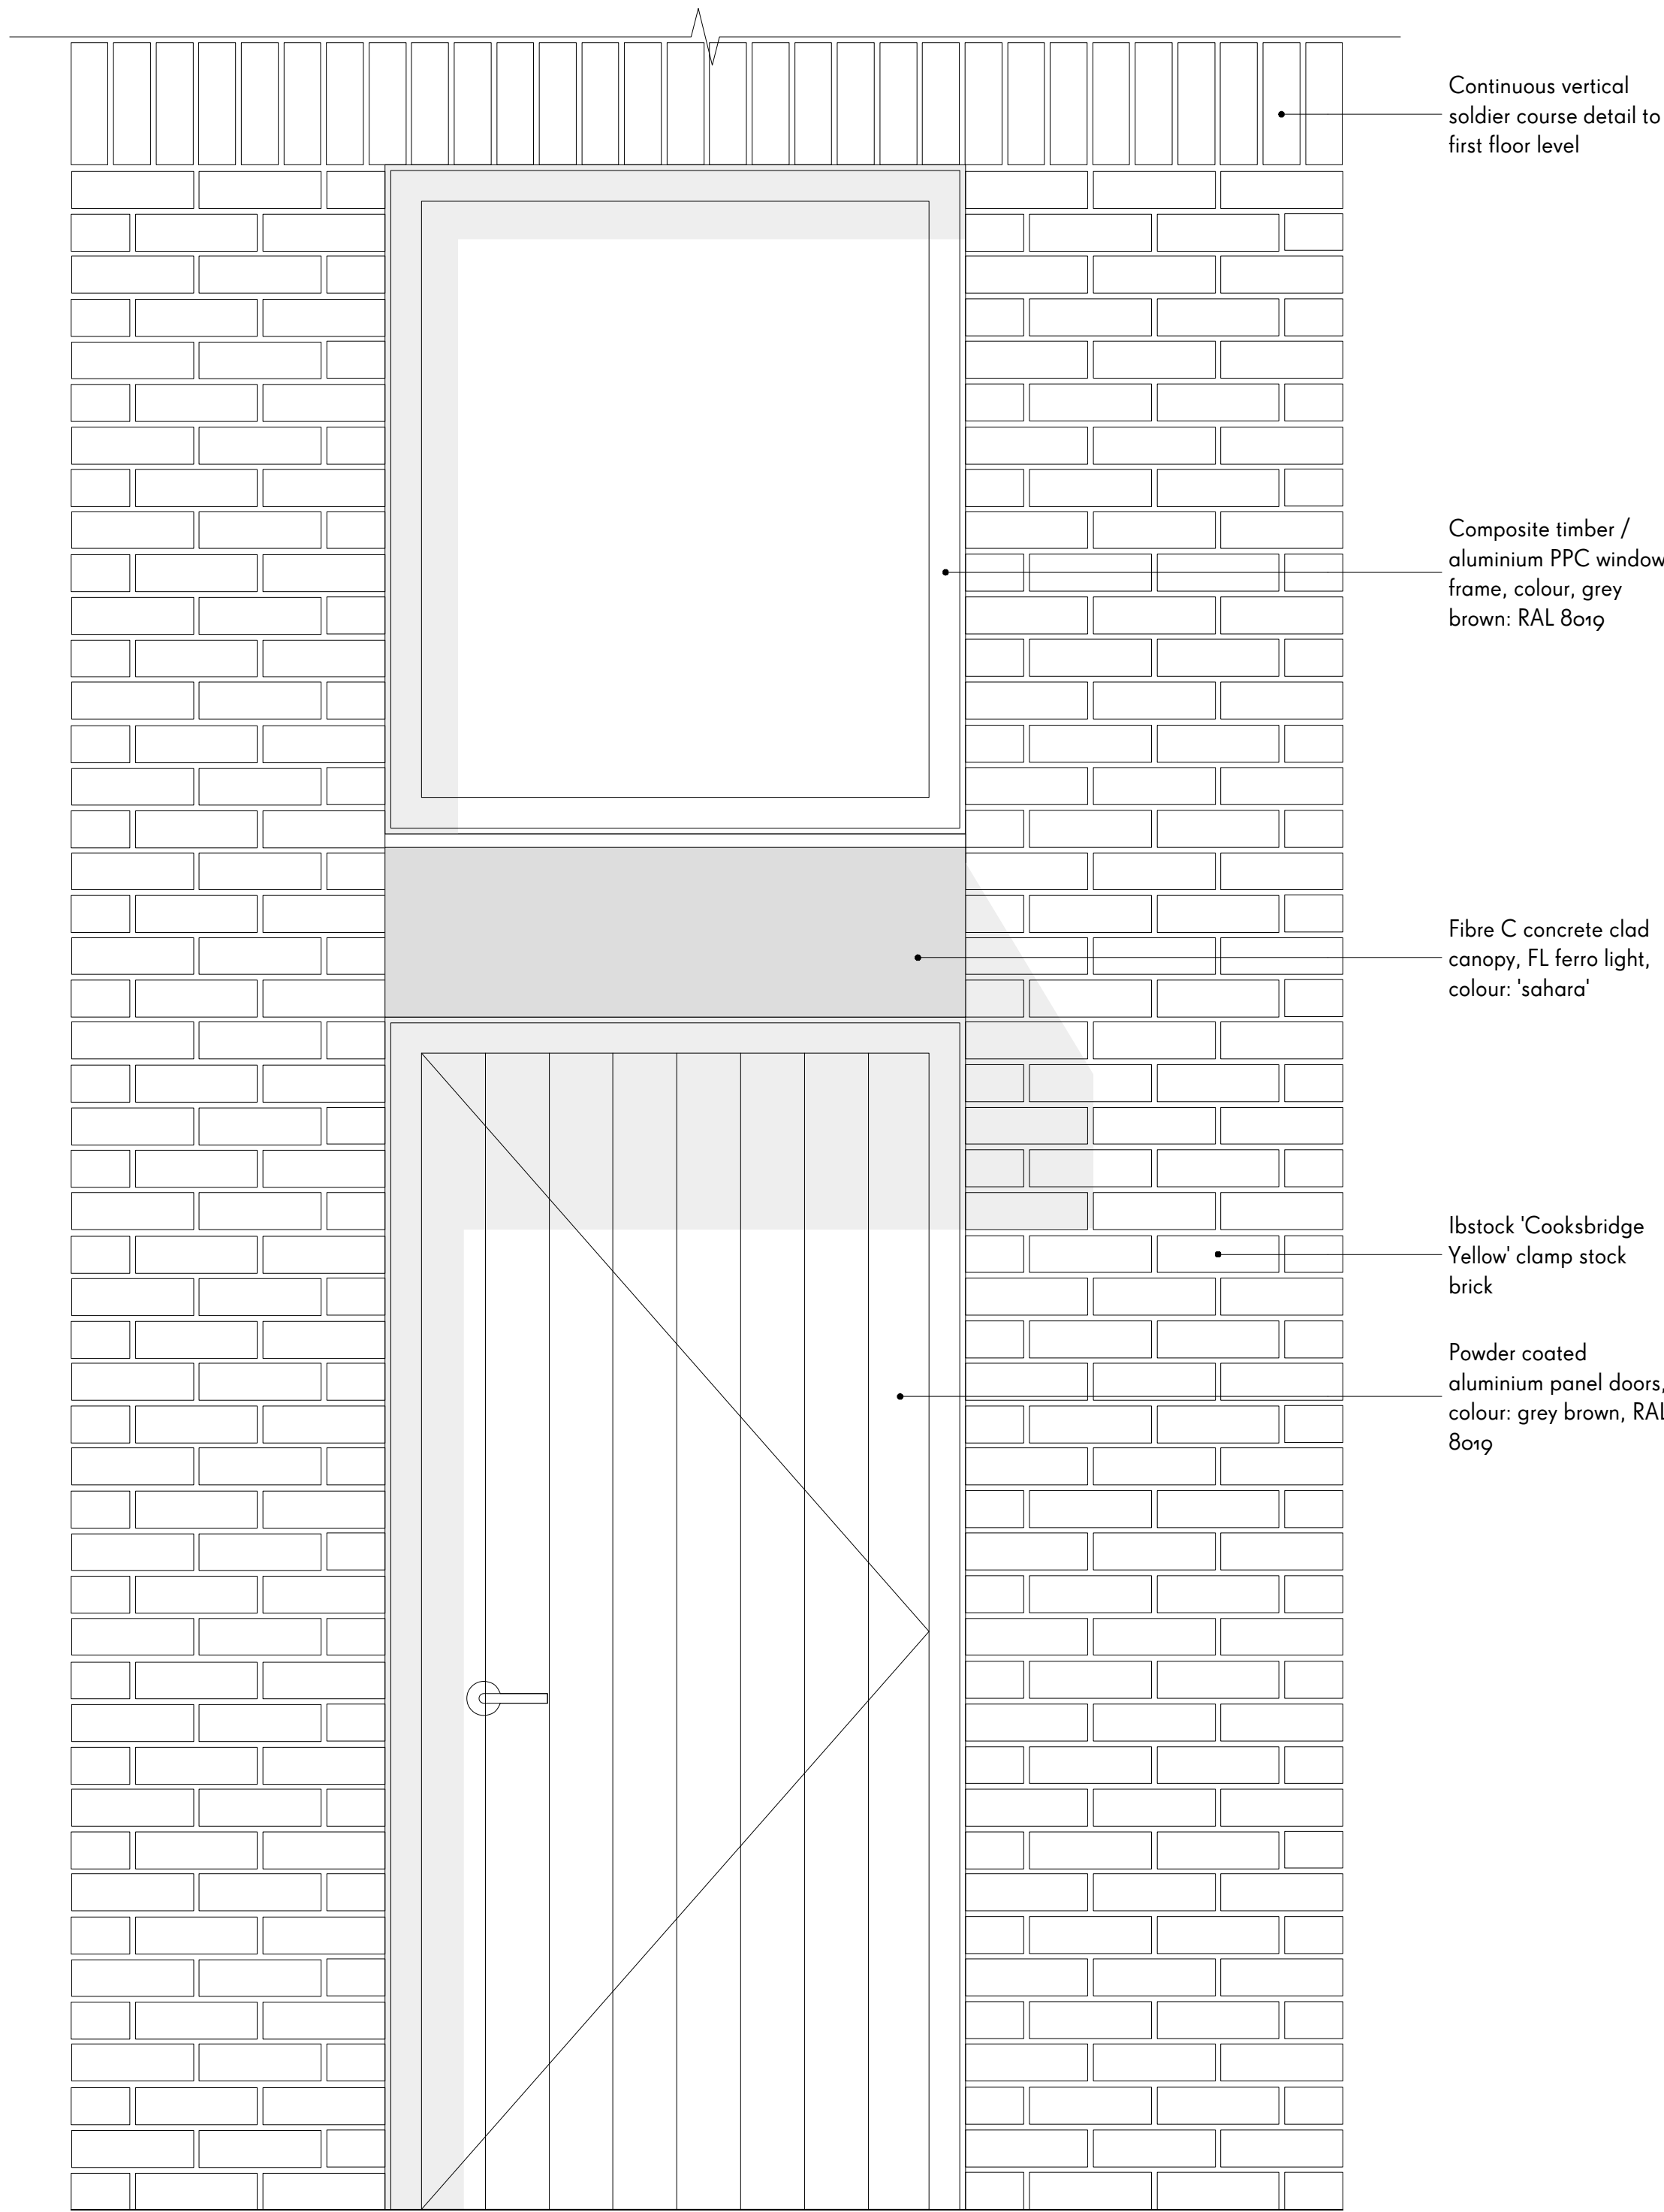 Continuous vertical
soldier course detail to
first floor level
Composite timber /
aluminium PPC window
frame, colour, grey
brown: RAL 8019
Fibre C concrete clad
canopy, FL ferro light,
colour: 'sahara'
Ibstock 'Cooksbridge
Yellow' clamp stock
brick
Powder coated
aluminium panel doors,
colour: grey brown, RAL
8019